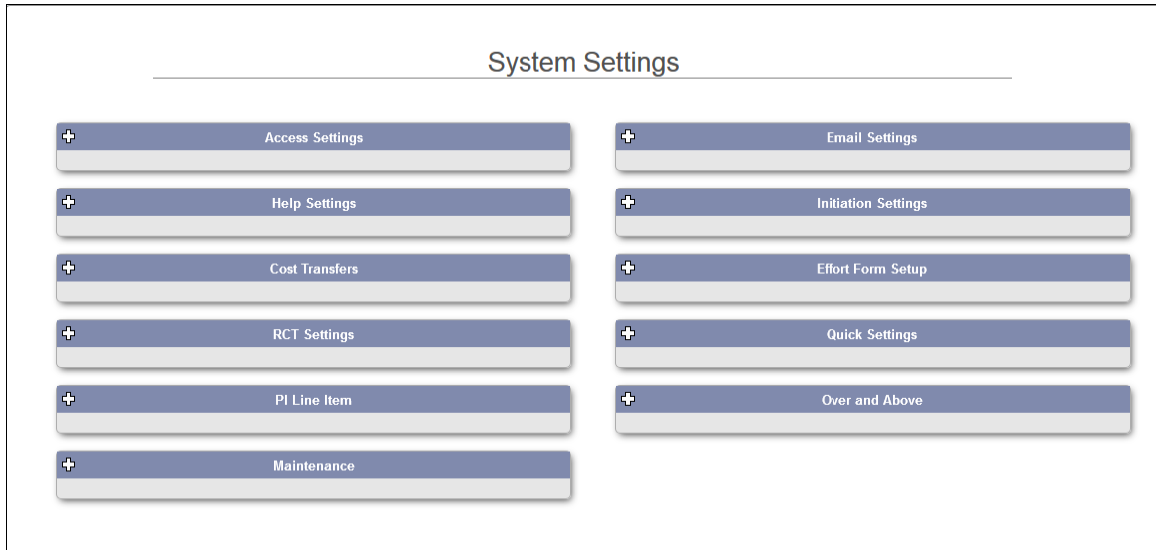 System Settings
Access Settings
Email Settings
Help Settings
Initiation Settings
Cost Transfers
Effort Form Setup
RCT Settings
Quick Settings
PI Line Item
Over and Above
Maintenance